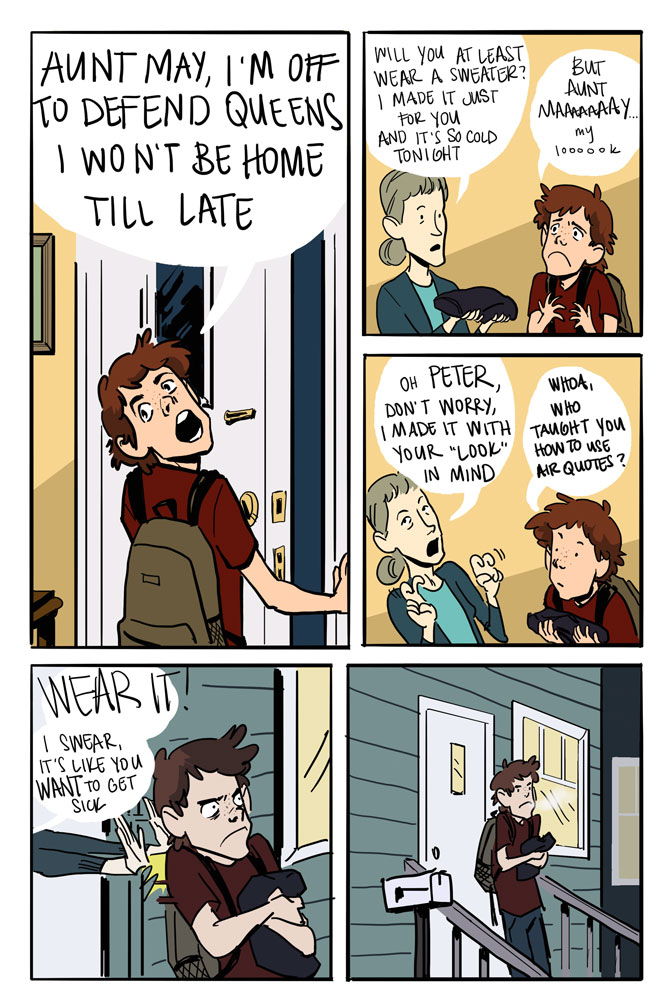 AUNT MAY, I'M OFF
TO DEFEND QUEENS
I WON'T BE HOME
TILL LATE
WILL YOU AT LEAST
WEAR A SWEATER?
I MADE IT JUST
FOR YOU
AND IT'S SO COLD
TONIGHT
BUT
AUNT
MAAAAAAAY...
my
looooook
OH PETER,
DON'T WORRY,
I MADE IT WITH
YOUR "LOOK"
IN MIND
WHOA,
WHO
TAUGHT YOU
HOW TO USE
AIR QUOTES?
WEAR IT!
I SWEAR,
IT'S LIKE YOU
WANT TO GET
SICK